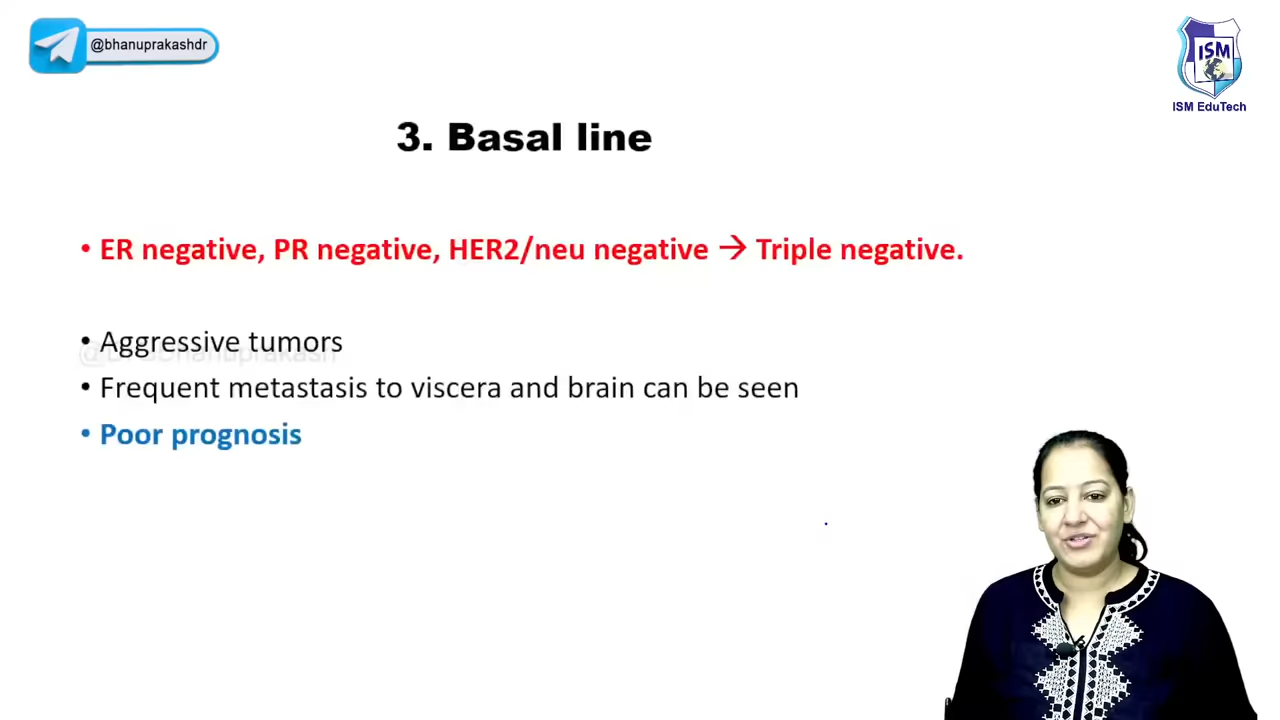 @bhanuprakashdr
ISM
ISM EduTech
3. Basal line
• ER negative, PR negative, HER2/neu negative → Triple negative.
• Aggressive tumors
• Frequent metastasis to viscera and brain can be seen
• Poor prognosis